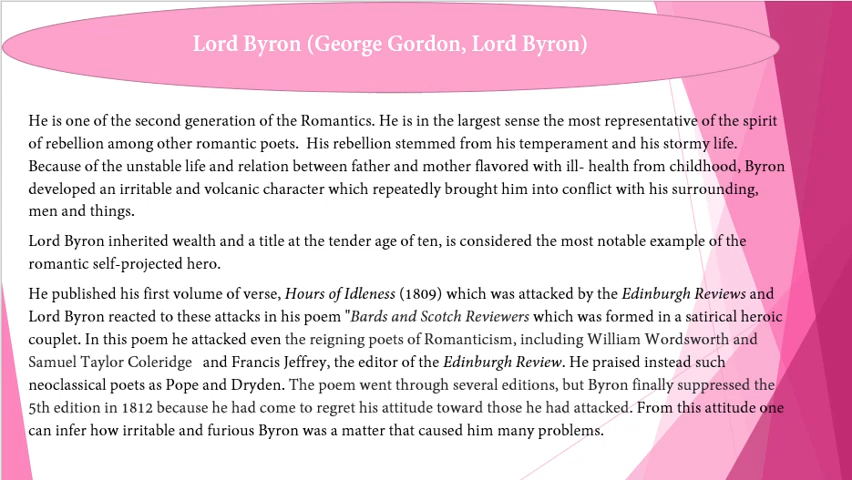 Lord Byron (George Gordon, Lord Byron)
He is one of the second generation of the Romantics. He is in the largest sense the most representative of the spirit
of rebellion among other romantic poets.  His rebellion stemmed from his temperament and his stormy life.
Because of the unstable life and relation between father and mother flavored with ill- health from childhood, Byron
developed an irritable and volcanic character which repeatedly brought him into conflict with his surrounding,
men and things.
Lord Byron inherited wealth and a title at the tender age of ten, is considered the most notable example of the
romantic self-projected hero.
He published his first volume of verse, Hours of Idleness (1809) which was attacked by the Edinburgh Reviews and
Lord Byron reacted to these attacks in his poem "Bards and Scotch Reviewers which was formed in a satirical heroic
couplet. In this poem he attacked even the reigning poets of Romanticism, including William Wordsworth and
Samuel Taylor Coleridge   and Francis Jeffrey, the editor of the Edinburgh Review. He praised instead such
neoclassical poets as Pope and Dryden. The poem went through several editions, but Byron finally suppressed the
5th edition in 1812 because he had come to regret his attitude toward those he had attacked. From this attitude one
can infer how irritable and furious Byron was a matter that caused him many problems.